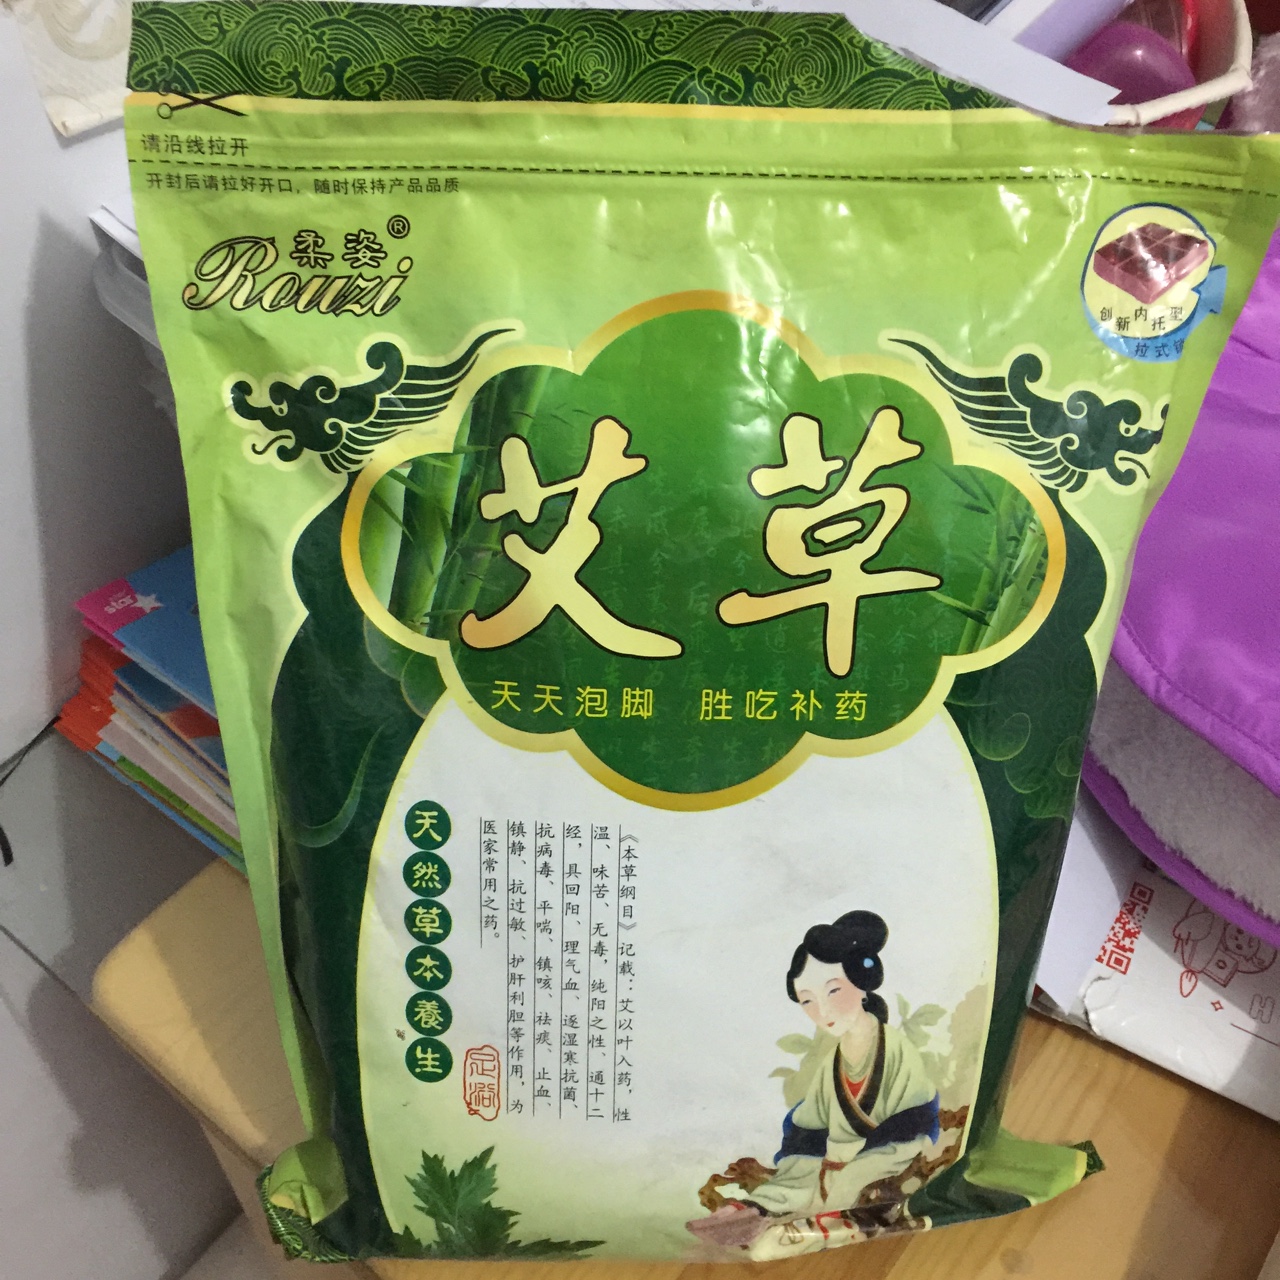 请沿线拉开
开封后请拉好开口，随时保持产品品质
柔姿®
Rouzi
创新内托型
拉式
艾草
天天泡脚 胜吃补药
《本草纲目》记载：艾以叶入药，性
温、味苦、无毒，纯阳之性、通十二
经，具回阳、理气血、逐湿寒抗菌、
抗病毒、平喘、镇咳、祛痰、止血、
镇静、抗过敏、护肝利胆等作用，为
医家常用之药。
天然草本養生
足浴